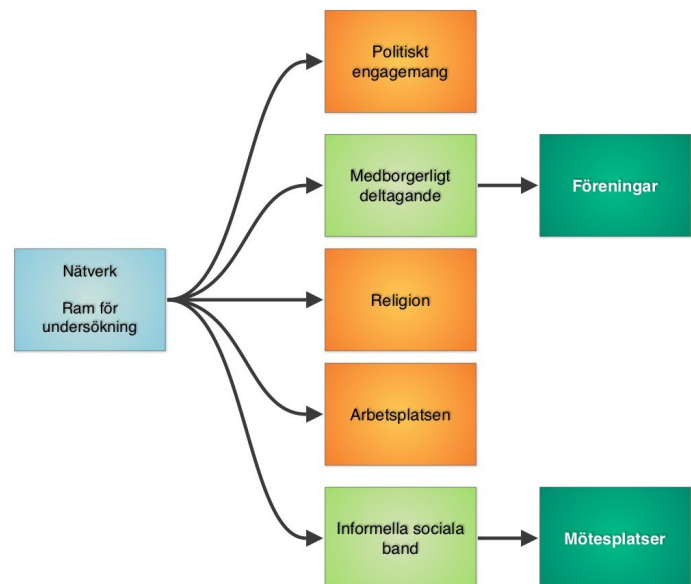 Politiskt
engagemang
Medborgerligt
deltagande
Föreningar
Nätverk
Ram för
undersökning
Religion
Arbetsplatsen
Informella sociala
band
Mötesplatser